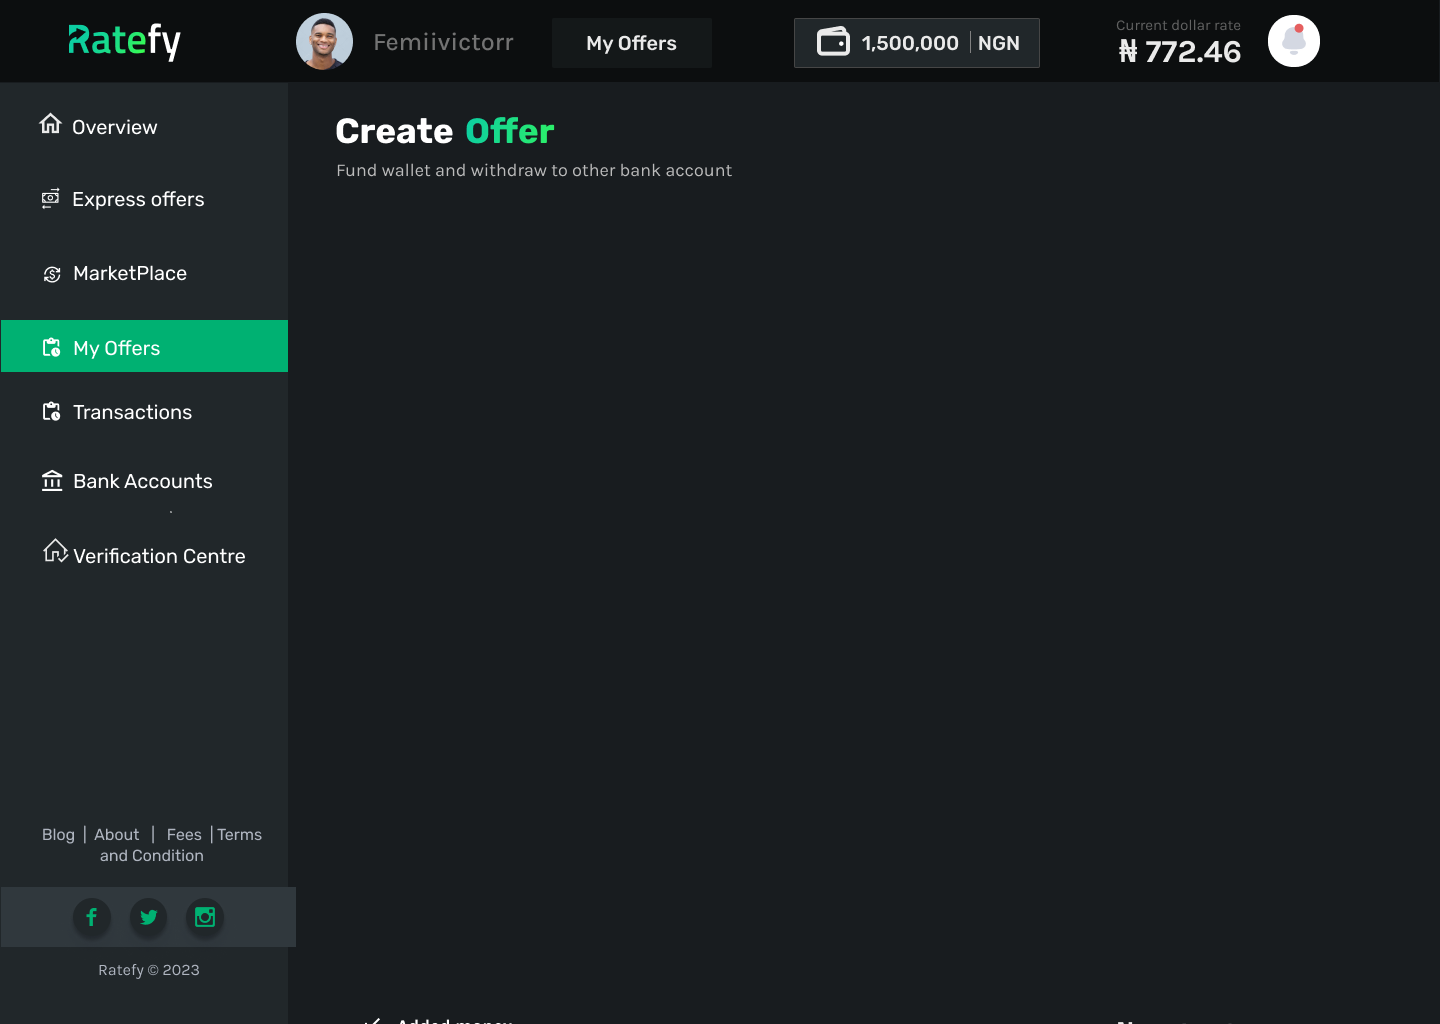 Ratefy
Femiivictorr
My Offers
1,500,000 | NGN
Current dollar rate
₦ 772.46
Overview
Express offers
MarketPlace
My Offers
Transactions
Bank Accounts
Verification Centre
Create Offer
Fund wallet and withdraw to other bank account
Blog | About | Fees | Terms
and Condition
Ratefy © 2023
Added money